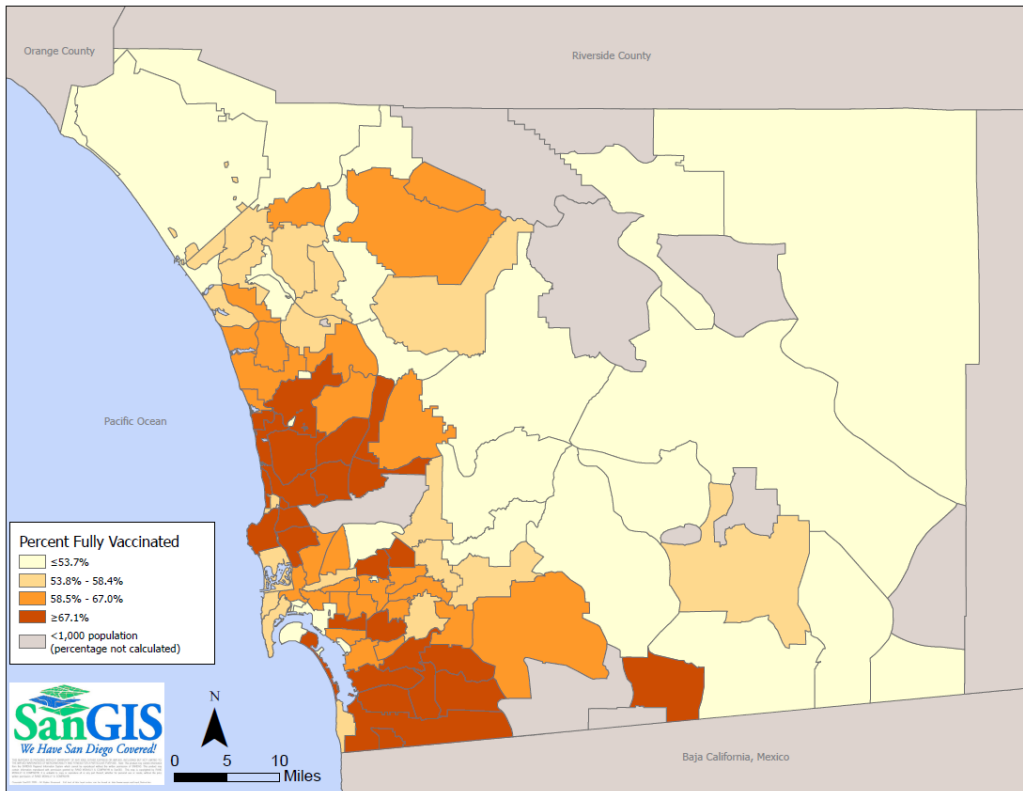 Orange County
Riverside County
Pacific Ocean
Percent Fully Vaccinated
≤53.7%
53.8% - 58.4%
58.5% - 67.0%
≥67.1%
<1,000 population
(percentage not calculated)
SanGIS
We Have San Diego Covered!
N
0 5 10
Miles
Baja California, Mexico